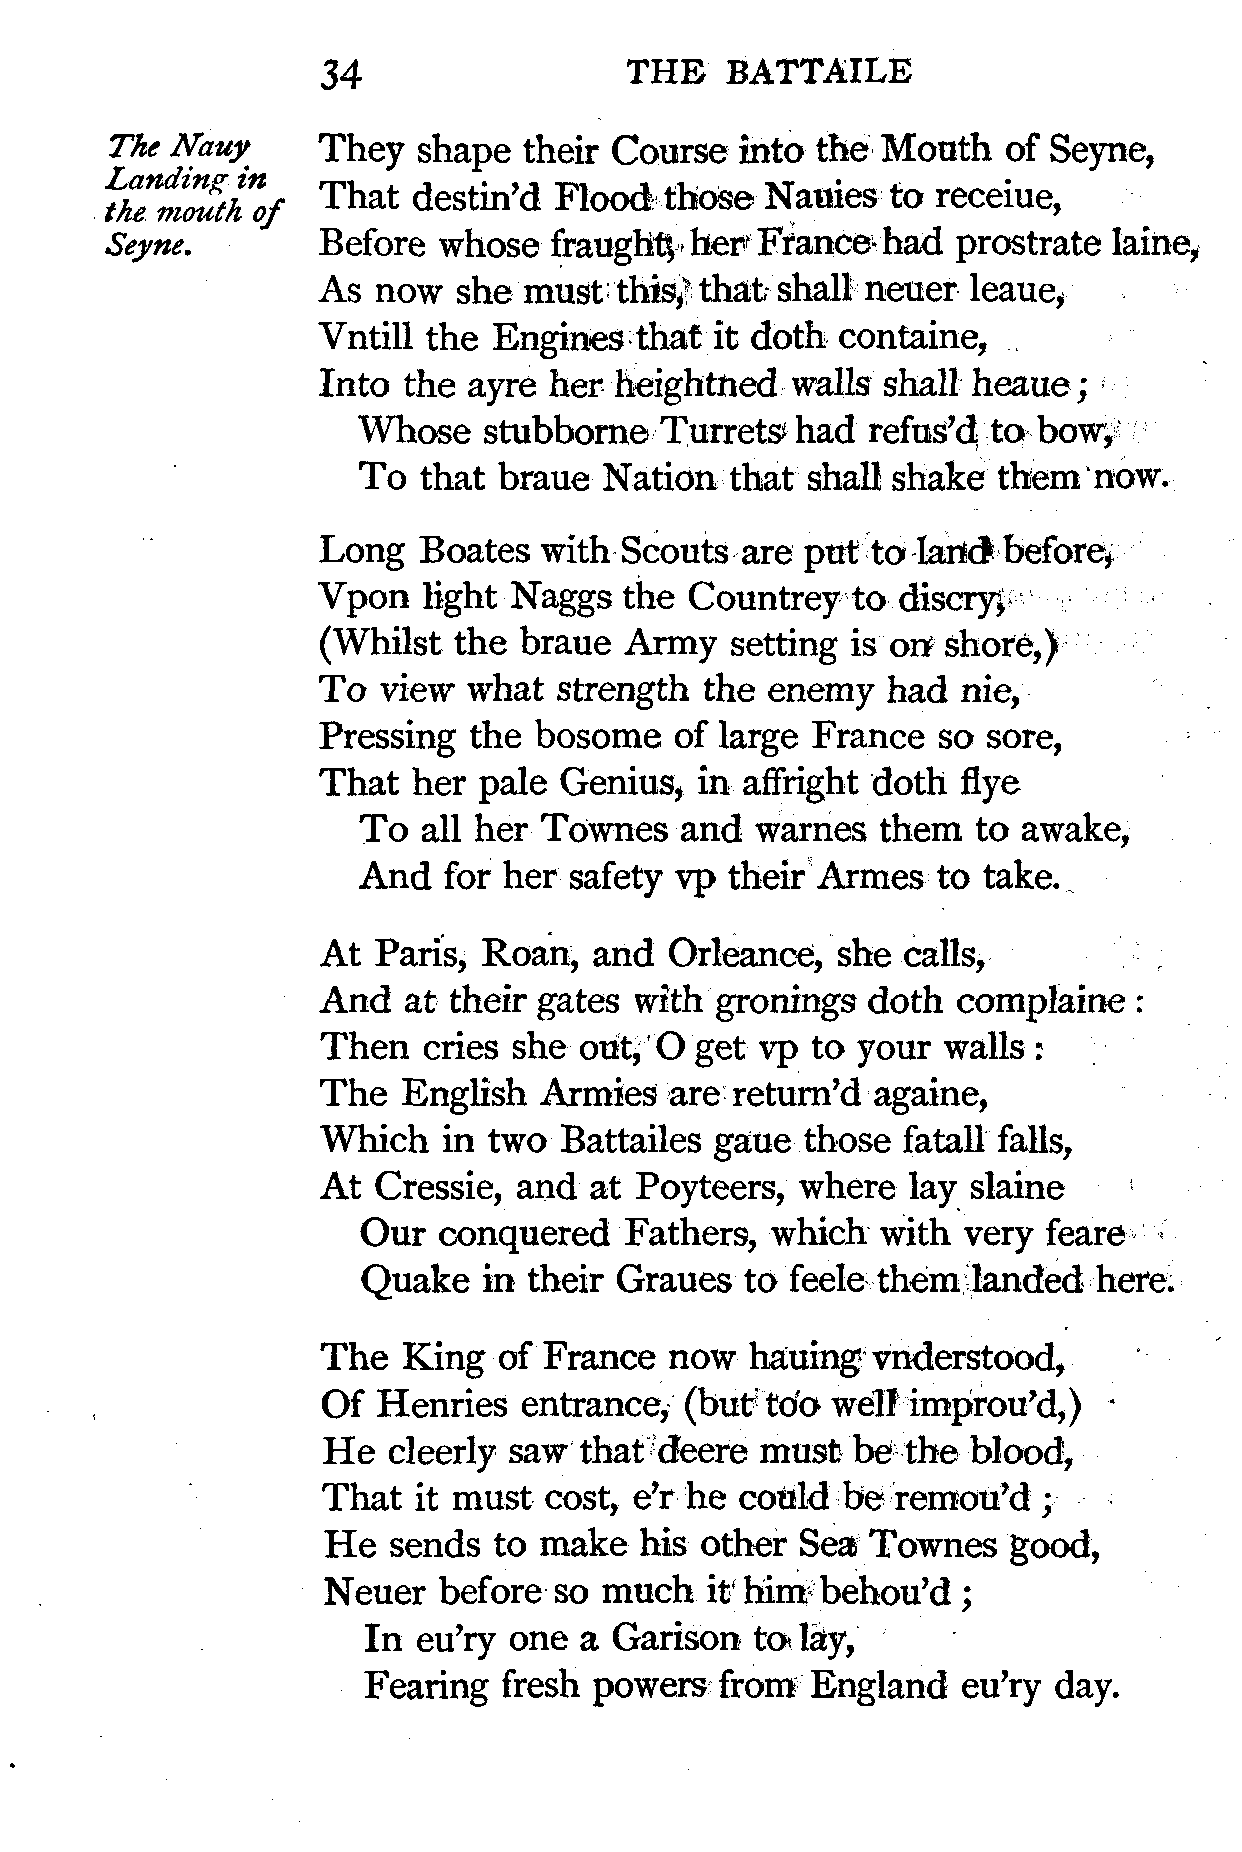 34 THE BATTAILE
The Nauy
Landing in
the mouth of
Seyne.
They shape their Course into the Mouth of Seyne,
That destin'd Flood those Nauies to receiue,
Before whose fraught, her France had prostrate laine,
As now she must this, that shall neuer leaue,
Vntill the Engines that it doth containe,
Into the ayre her heightned walls shall heaue;
Whose stubborne Turrets had refus'd to bow,
To that braue Nation that shall shake them now.
Long Boates with Scouts are put to land before,
Vpon light Naggs the Countrey to discry,
(Whilst the braue Army setting is on shore,)
To view what strength the enemy had nie,
Pressing the bosome of large France so sore,
That her pale Genius, in affright doth flye
To all her Townes and warnes them to awake,
And for her safety vp their Armes to take.
At Paris, Roan, and Orleance, she calls,
And at their gates with gronings doth complaine :
Then cries she out, O get vp to your walls :
The English Armies are return'd againe,
Which in two Battailes gaue those fatall falls,
At Cressie, and at Poyteers, where lay slaine
Our conquered Fathers, which with very feare
Quake in their Graues to feele them landed here.
The King of France now hauing vnderstood,
Of Henries entrance, (but too well improu'd,)
He cleerly saw that deere must be the blood,
That it must cost, e'r he could be remou'd ;
He sends to make his other Sea Townes good,
Neuer before so much it him behou'd ;
In eu'ry one a Garison to lay,
Fearing fresh powers from England eu'ry day.